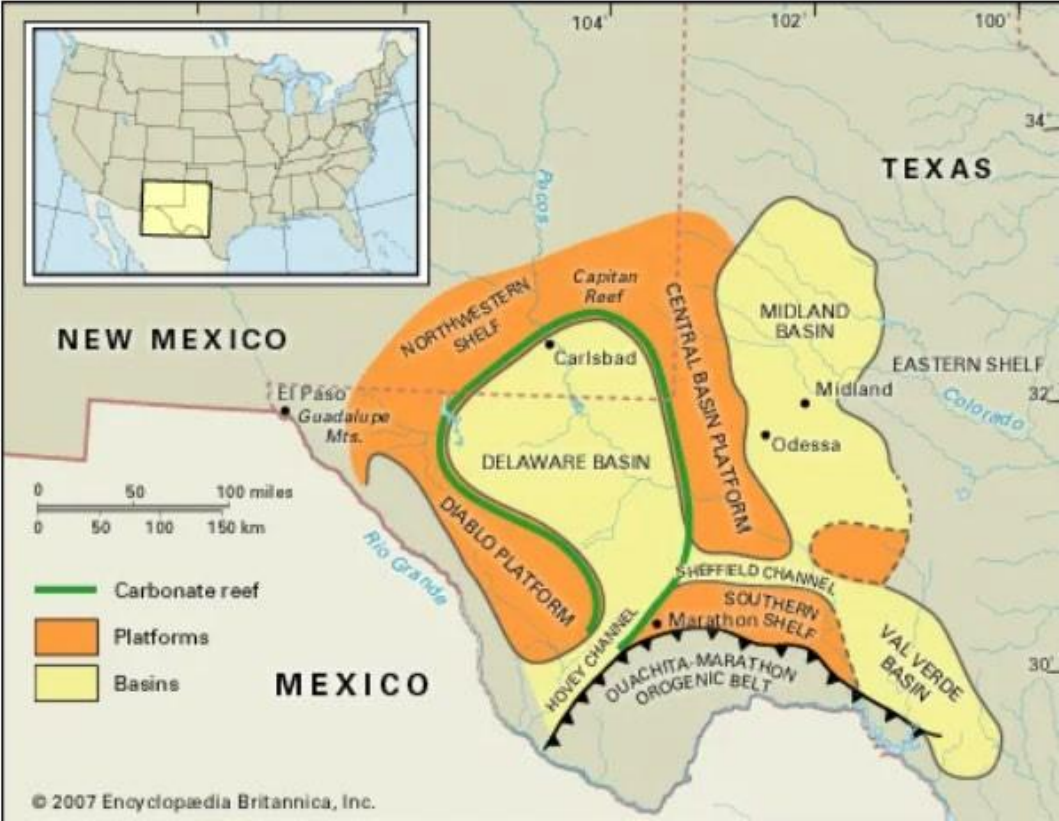 104°
102°
100°
34°
TEXAS
Pecos
Capitan
Reef
NORTHWESTERN
SHELF
CENTRAL BASIN PLATFORM
MIDLAND
BASIN
NEW MEXICO
Carlsbad
EASTERN SHELF
El Paso
Midland
32°
Colorado
Guadalupe
Mts.
Odessa
DELAWARE BASIN
0 50 100 miles
0 50 100 150 km
DIABLO PLATFORM
Rio Grande
SHEFFIELD CHANNEL
Carbonate reef
SOUTHERN
SHELF
Marathon
Platforms
HOVEY CHANNEL
OUACHITA-MARATHON
OROGENIC BELT
VAL VERDE
BASIN
30°
Basins
MEXICO
© 2007 Encyclopædia Britannica, Inc.